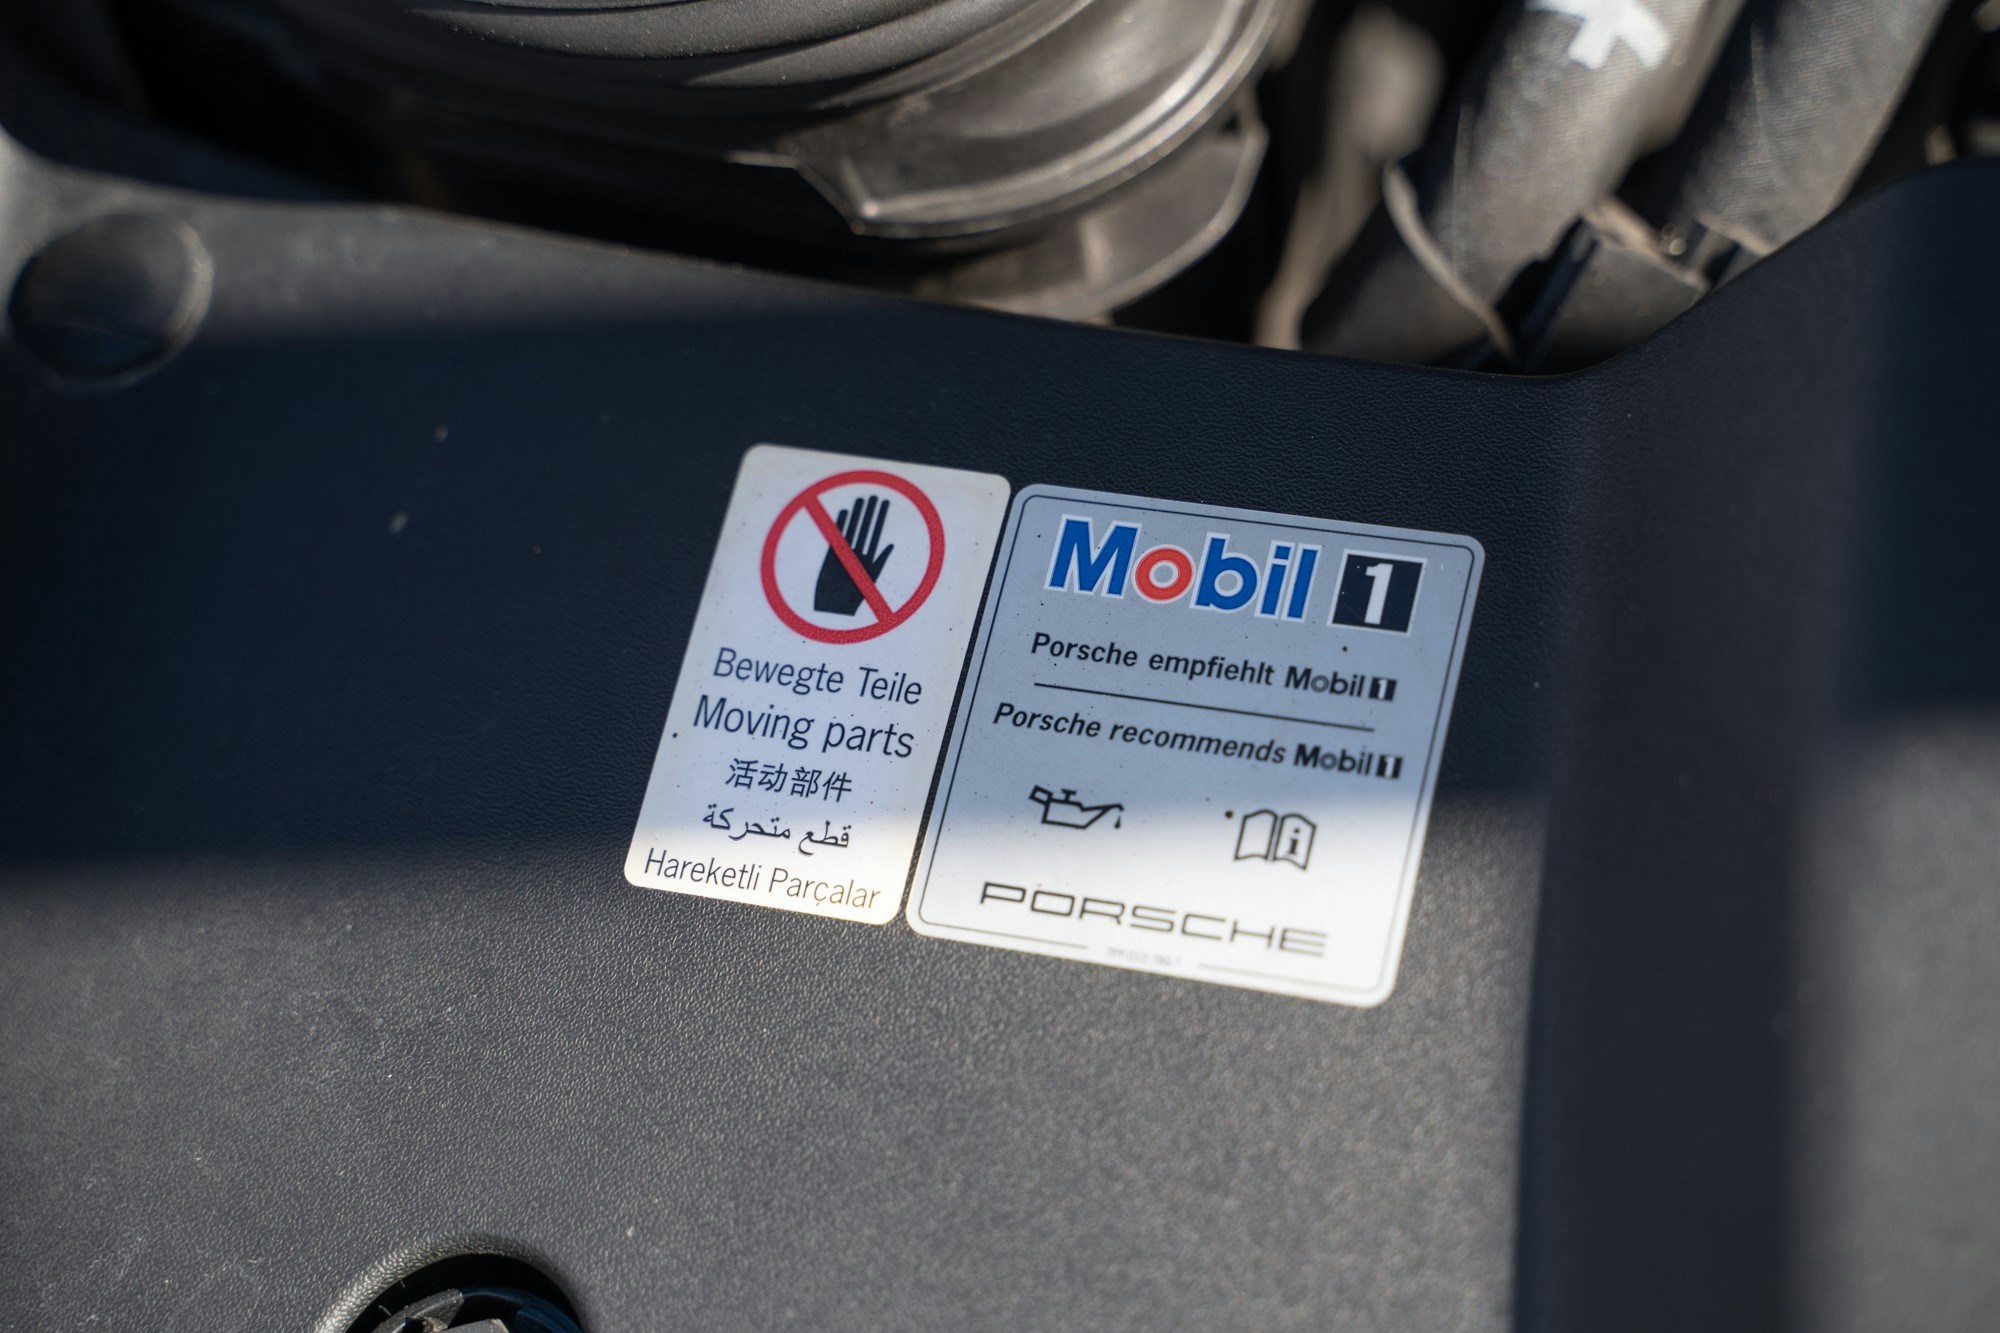 Bewegte Teile
Moving parts
活动部件
قطع متحركة
Hareketli Parçalar
Mobil 1
Porsche empfiehlt Mobil 1
Porsche recommends Mobil 1
i
PORSCHE